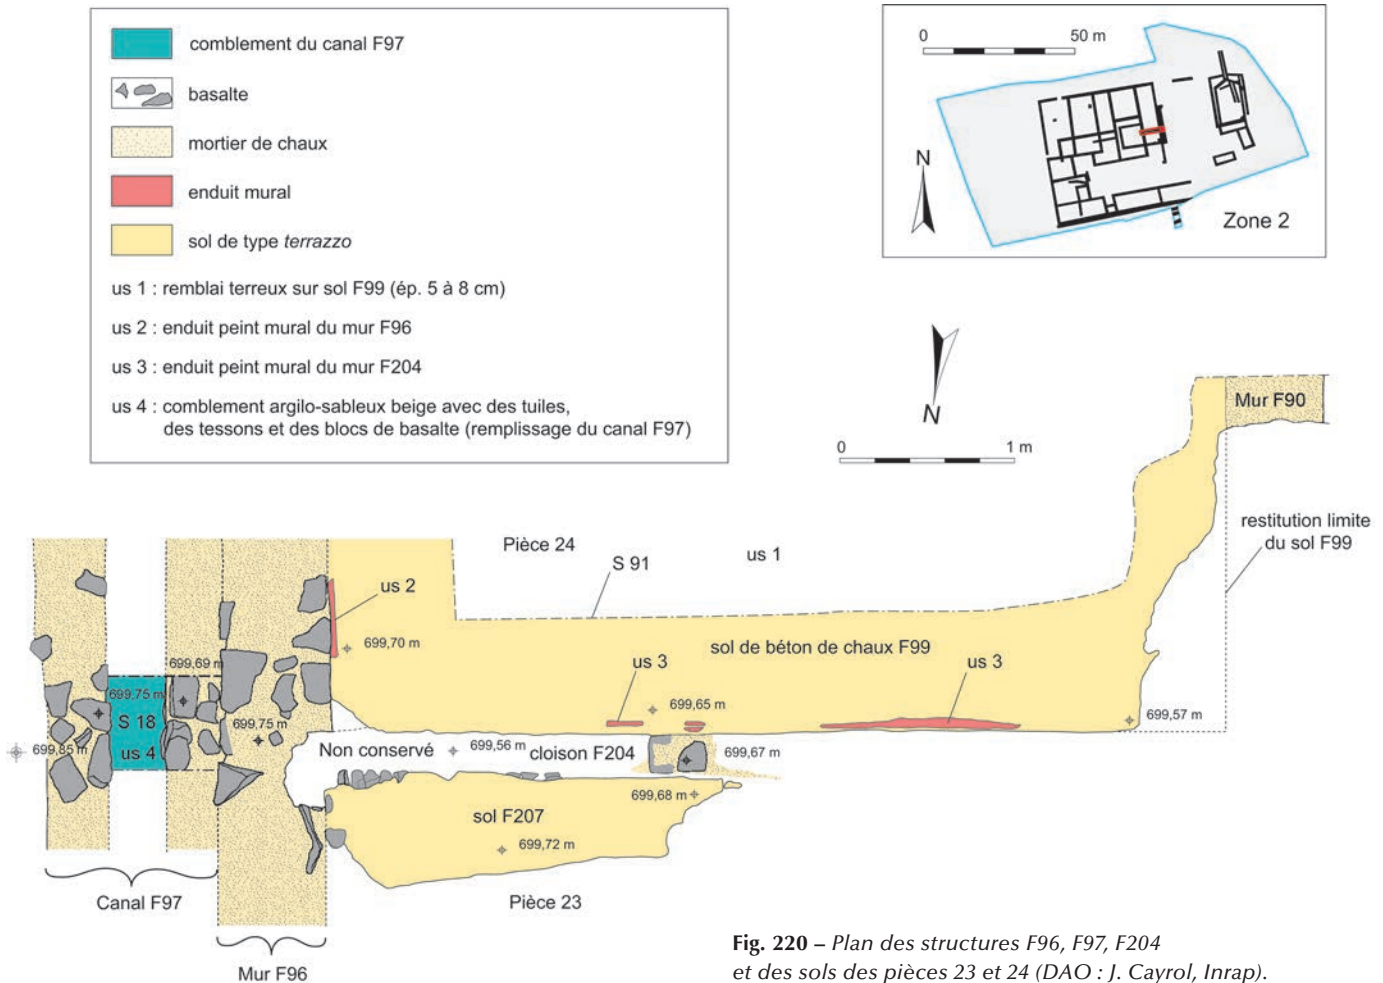 comblement du canal F97
basalte
mortier de chaux
enduit mural
sol de type terrazzo
us 1 : remblai terreux sur sol F99 (ép. 5 à 8 cm)
us 2 : enduit peint mural du mur F96
us 3 : enduit peint mural du mur F204
us 4 : comblement argilo-sableux beige avec des tuiles,
des tessons et des blocs de basalte (remplissage du canal F97)
0 50 m
N
Zone 2
N
0 1 m
Mur F90
restitution limite
du sol F99
Pièce 24
us 1
S 91
us 2
699,70 m
sol de béton de chaux F99
us 3
us 3
699,69 m
699,75 m
S 18
us 4
699,85 m
699,75 m
699,65 m
699,57 m
Non conservé
699,56 m
cloison F204
699,67 m
699,68 m
sol F207
699,72 m
Pièce 23
Canal F97
Mur F96
Fig. 220 – Plan des structures F96, F97, F204
et des sols des pièces 23 et 24 (DAO : J. Cayrol, Inrap).